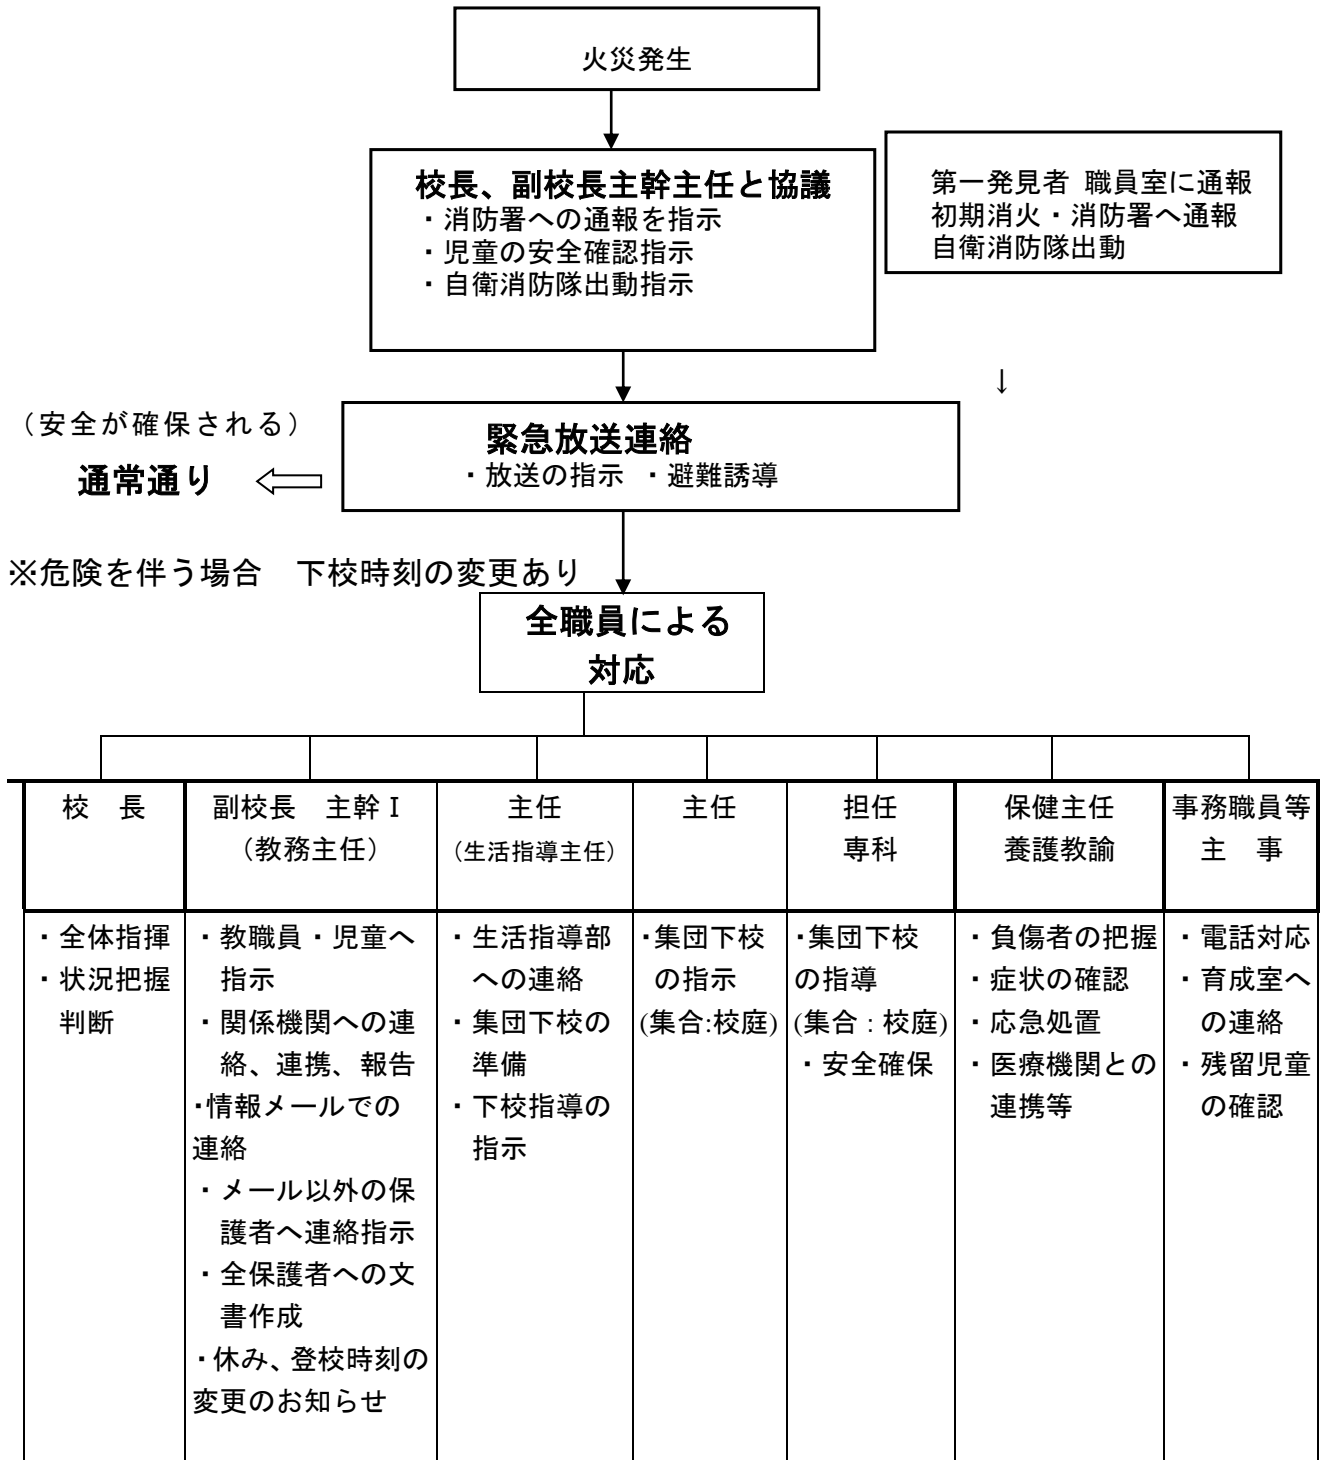 火災発生
校長、副校長主幹主任と協議
・消防署への通報を指示
・児童の安全確認指示
・自衛消防隊出動指示
第一発見者 職員室に通報
初期消火・消防署へ通報
自衛消防隊出動
↓
（安全が確保される）
通常通り
緊急放送連絡
・放送の指示 ・避難誘導
※危険を伴う場合　下校時刻の変更あり
全職員による
対応
校　長
副校長　主幹Ⅰ
（教務主任）
主任
（生活指導主任）
主任
担任
専科
保健主任
養護教諭
事務職員等
主　事
・全体指揮
・状況把握
判断
・教職員・児童へ
指示
・関係機関への連
絡、連携、報告
・情報メールでの
連絡
・メール以外の保
護者へ連絡指示
・全保護者への文
書作成
・休み、登校時刻の
変更のお知らせ
・生活指導部
への連絡
・集団下校の
準備
・下校指導の
指示
・集団下校
の指示
(集合:校庭)
・集団下校
の指導
(集合：校庭)
・安全確保
・負傷者の把握
・症状の確認
・応急処置
・医療機関との
連携等
・電話対応
・育成室へ
の連絡
・残留児童
の確認